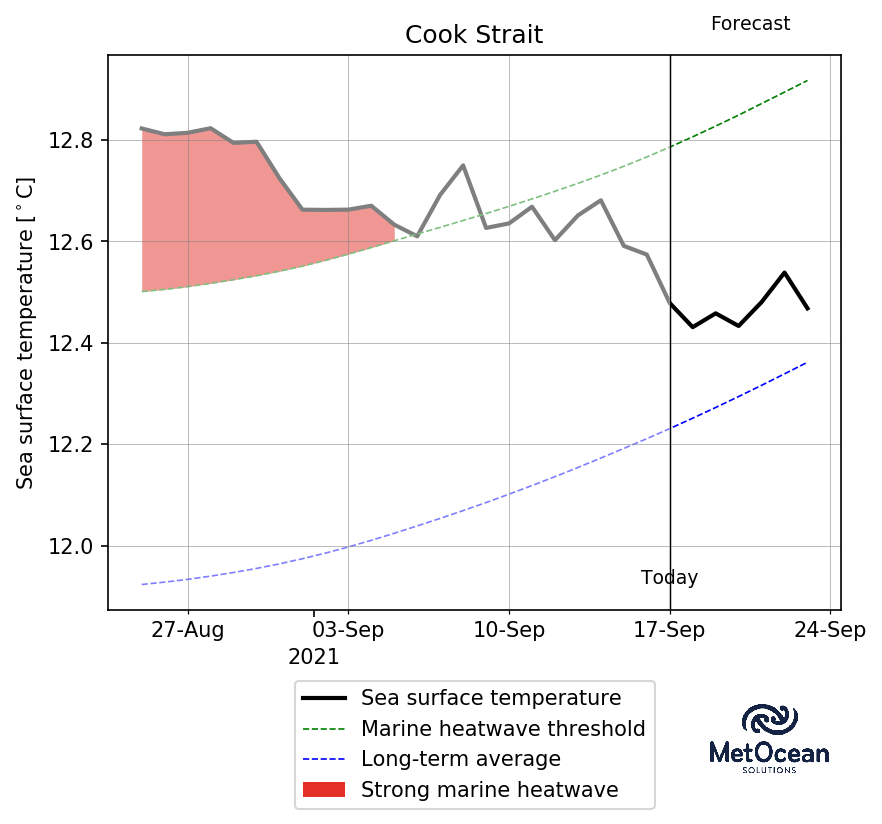 Forecast
Cook Strait
Sea surface temperature [°C]
12.8
12.6
12.4
12.2
12.0
Today
27-Aug 03-Sep 10-Sep 17-Sep 24-Sep
2021
Sea surface temperature
Marine heatwave threshold
Long-term average
Strong marine heatwave
MetOcean
SOLUTIONS